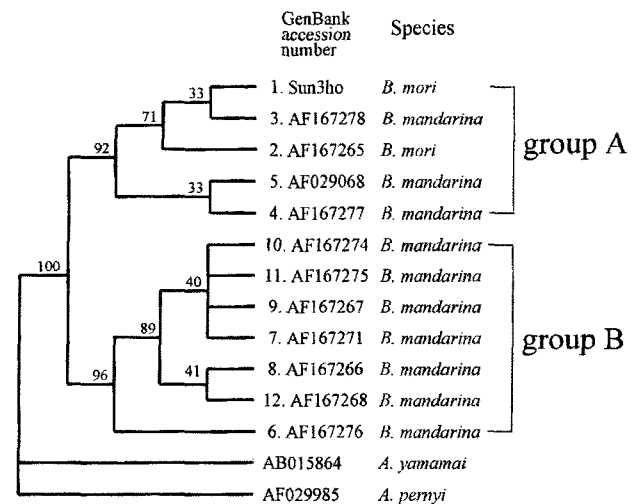 GenBank
accession
number
Species
33
1. Sun3ho B. mori
71
3. AF167278 B. mandarina
92
2. AF167265 B. mori
group A
33
5. AF029068 B. mandarina
4. AF167277 B. mandarina
100
10. AF167274 B. mandarina
40
11. AF167275 B. mandarina
9. AF167267 B. mandarina
89
7. AF167271 B. mandarina
group B
96
41
8. AF167266 B. mandarina
12. AF167268 B. mandarina
6. AF167276 B. mandarina
AB015864 A. yamamai
AF029985 A. pernyi